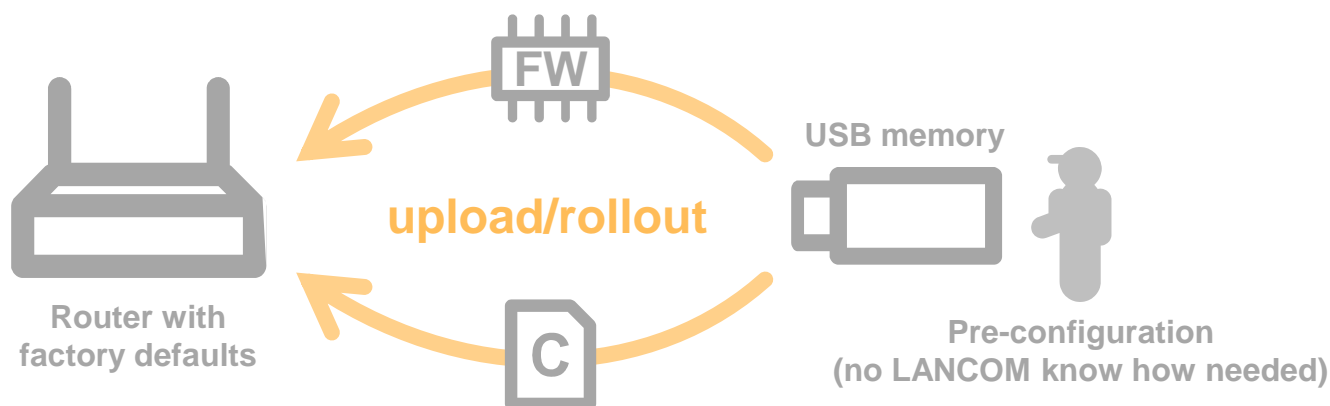 FW
USB memory
upload/rollout
Router with
factory defaults
C
Pre-configuration
(no LANCOM know how needed)